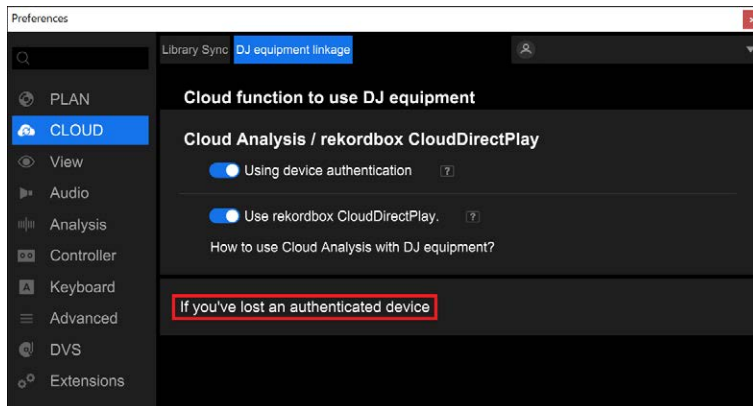 Preferences
Library Sync DJ equipment linkage
PLAN
CLOUD
View
Audio
Analysis
Controller
Keyboard
Advanced
DVS
Extensions
Cloud function to use DJ equipment
Cloud Analysis / rekordbox CloudDirectPlay
Using device authentication ?
Use rekordbox CloudDirectPlay. ?
How to use Cloud Analysis with DJ equipment?
If you've lost an authenticated device